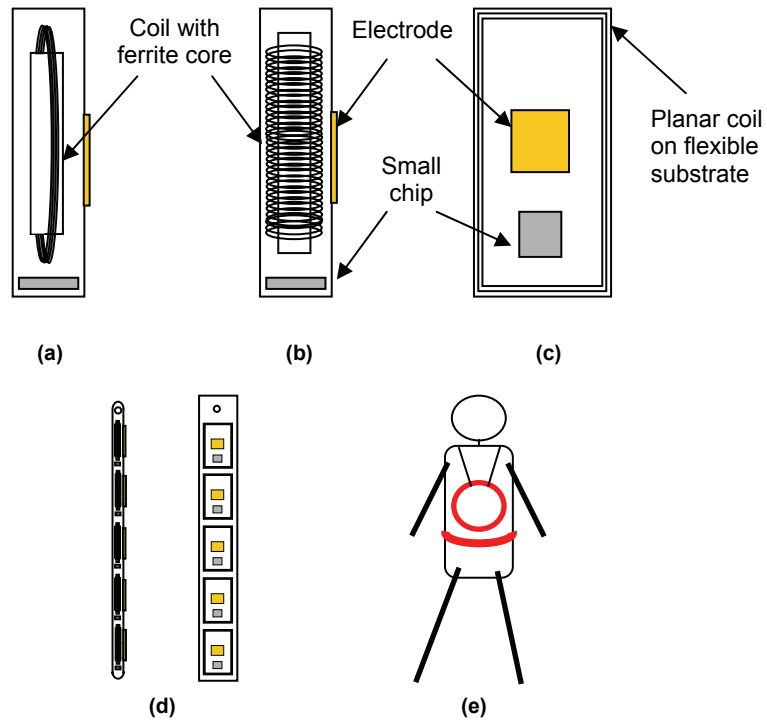 Coil with
ferrite core
Electrode
Small
chip
Planar coil
on flexible
substrate
(a)
(b)
(c)
(d)
(e)